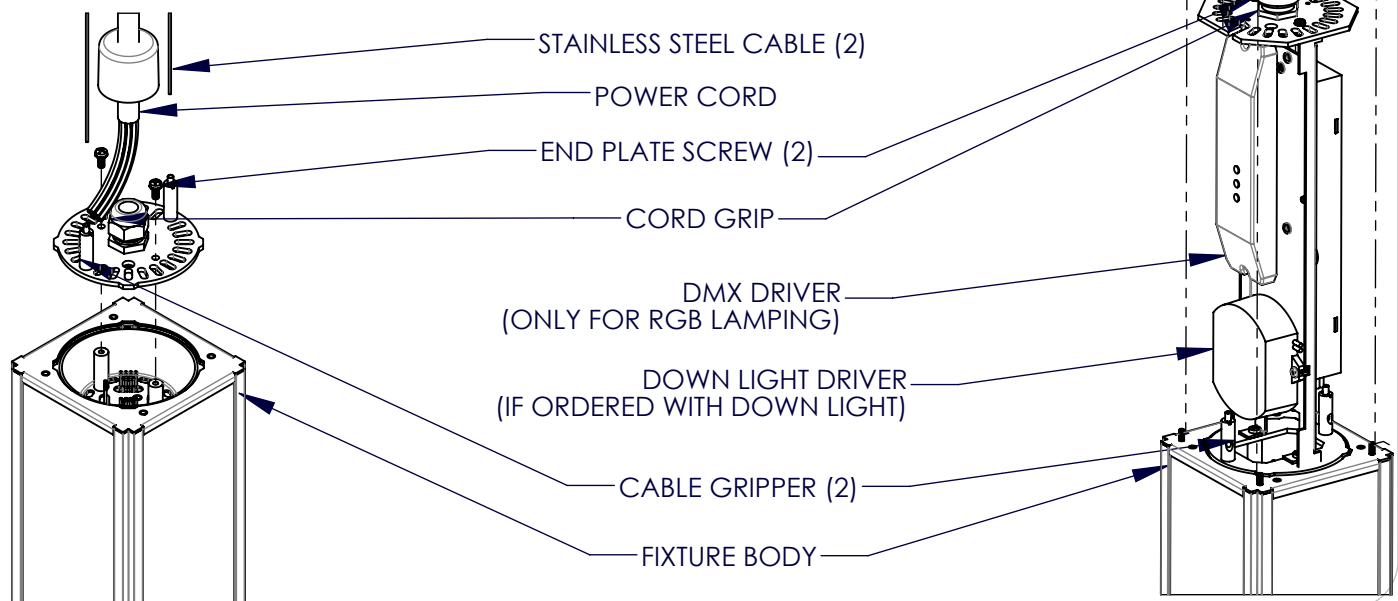 STAINLESS STEEL CABLE (2)
POWER CORD
END PLATE SCREW (2)
CORD GRIP
DMX DRIVER
(ONLY FOR RGB LAMPING)
DOWN LIGHT DRIVER
(IF ORDERED WITH DOWN LIGHT)
CABLE GRIPPER (2)
FIXTURE BODY